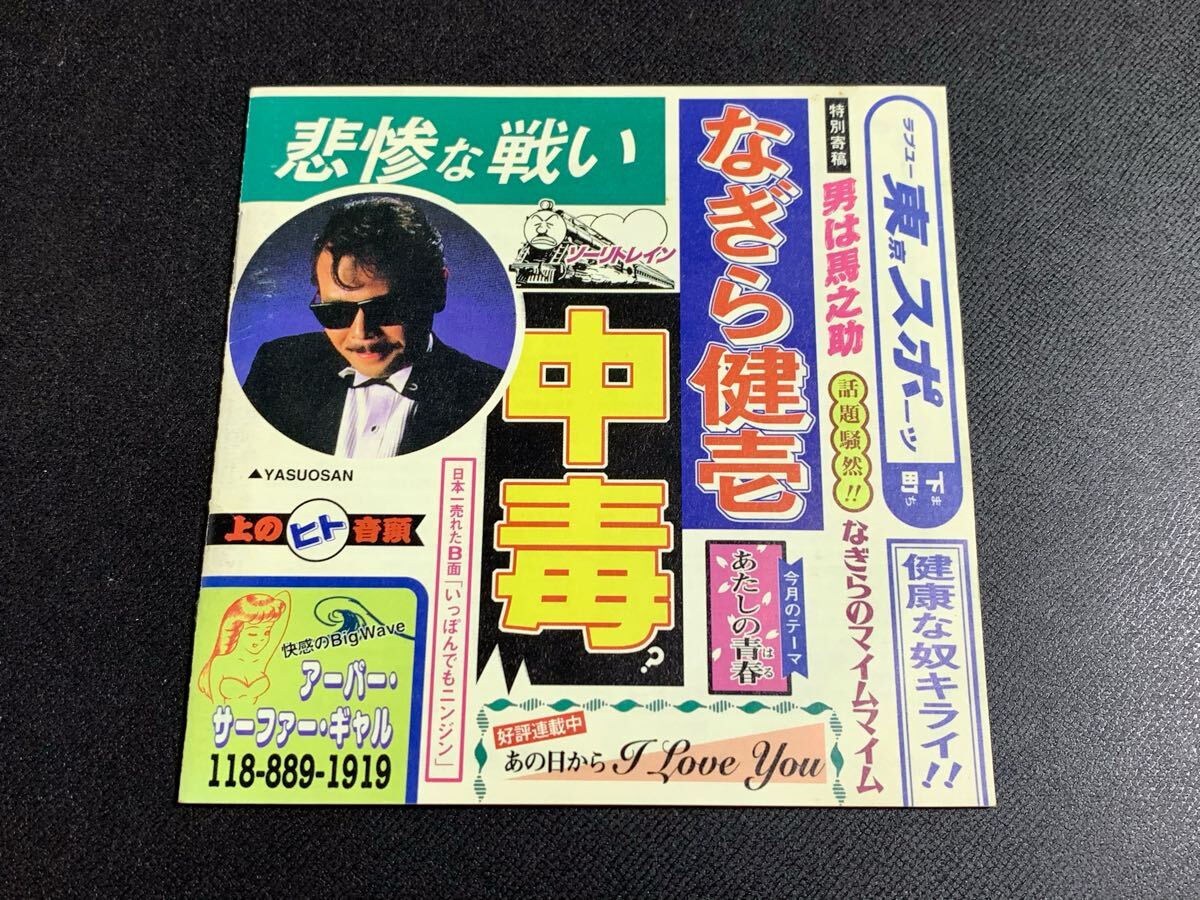 ラブユー東京スポーツ
下町
まち
健康な奴キライ!!
特別寄稿
男は馬之助
話題騒然!!
なぎらのマイムマイム
なぎら健壱
今月のテーマ
あたしの青春
はる
悲惨な戦い
ソーリトレイン
中毒?
▲YASUOSAN
上のヒト音頭
日本一売れたB面「いっぽんでもニンジン」
快感のBig Wave
アーパー・
サーファー・ギャル
118-889-1919
好評連載中
あの日から I Love You